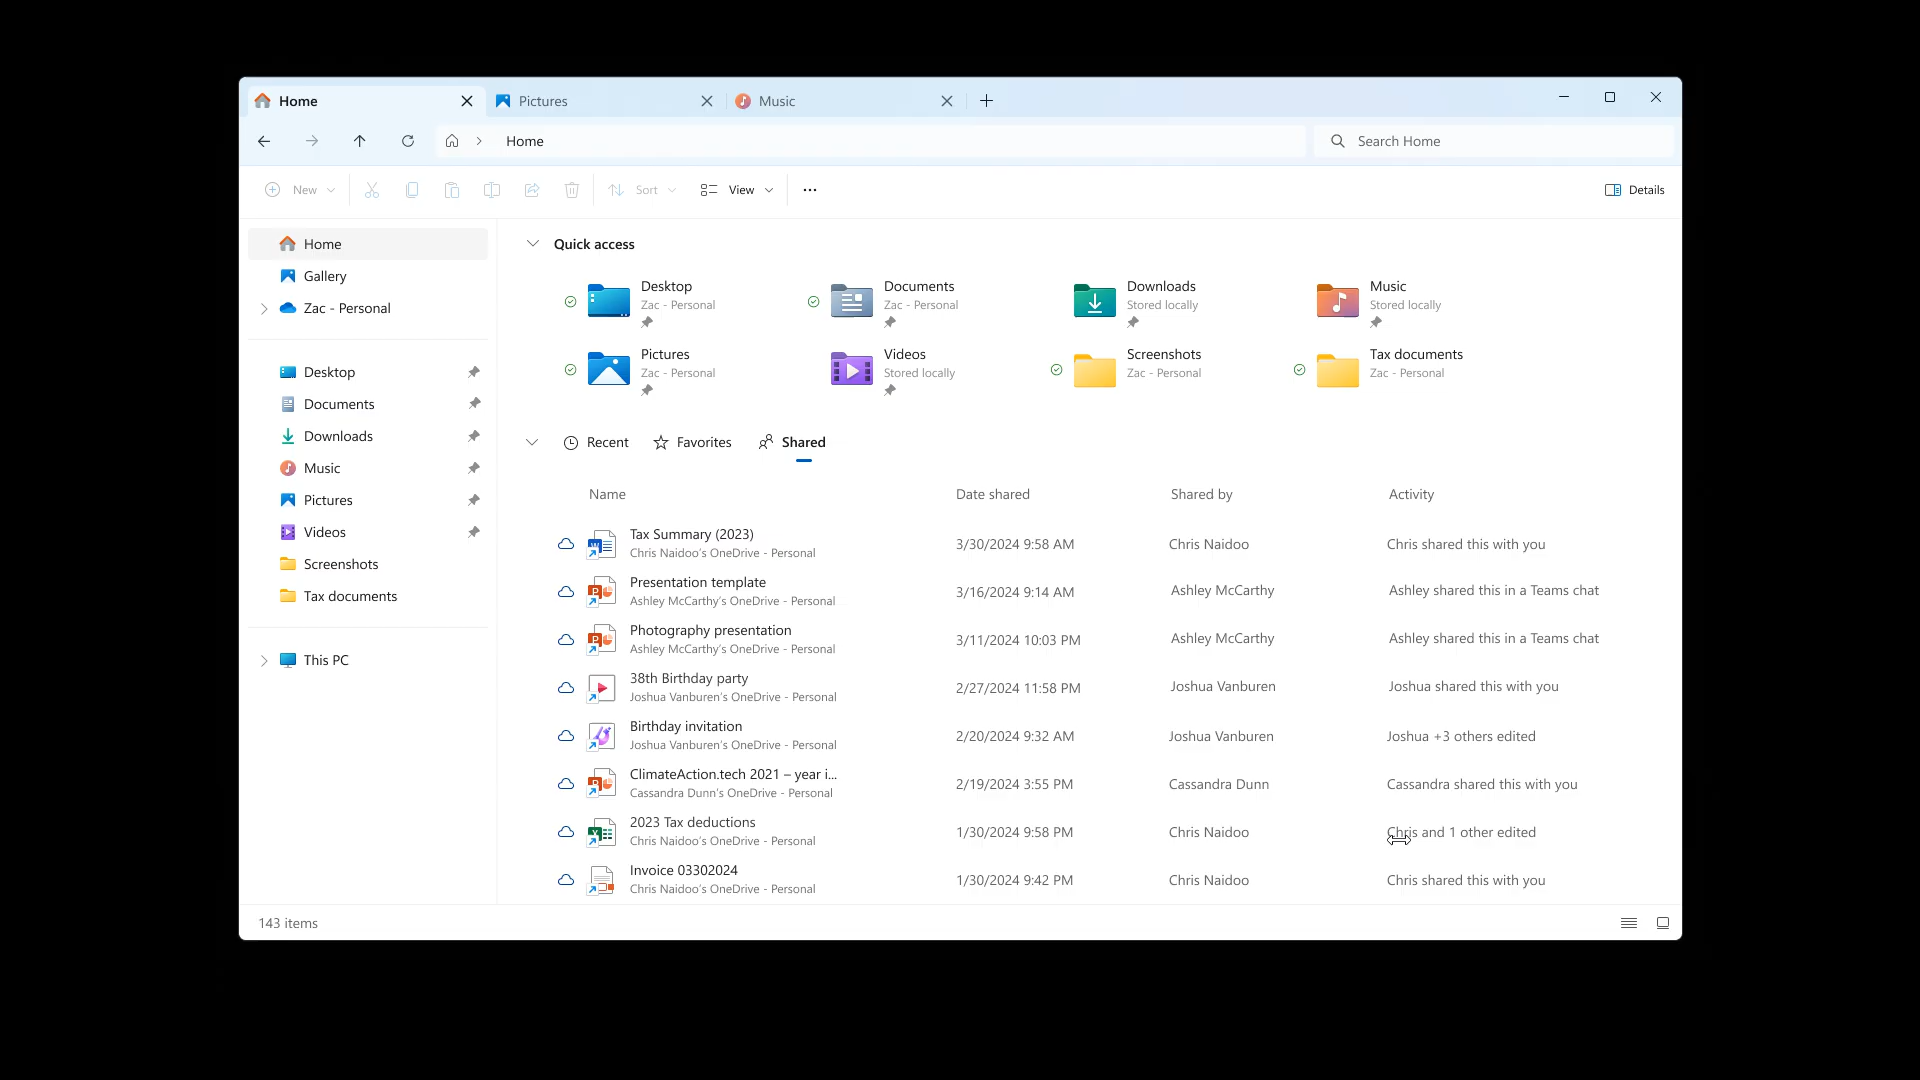 Home
Pictures
Music
Home
Search Home
New
Sort
View
Details
Home
Gallery
Zac - Personal
Desktop
Documents
Downloads
Music
Pictures
Videos
Screenshots
Tax documents
This PC
Quick access
Desktop
Zac - Personal
Documents
Zac - Personal
Downloads
Stored locally
Music
Stored locally
Pictures
Zac - Personal
Videos
Stored locally
Screenshots
Zac - Personal
Tax documents
Zac - Personal
Recent Favorites Shared
Name Date shared Shared by Activity
Tax Summary (2023)
Chris Naidoo's OneDrive - Personal
3/30/2024 9:58 AM Chris Naidoo Chris shared this with you
Presentation template
Ashley McCarthy's OneDrive - Personal
3/16/2024 9:14 AM Ashley McCarthy Ashley shared this in a Teams chat
Photography presentation
Ashley McCarthy's OneDrive - Personal
3/11/2024 10:03 PM Ashley McCarthy Ashley shared this in a Teams chat
38th Birthday party
Joshua Vanburen's OneDrive - Personal
2/27/2024 11:58 PM Joshua Vanburen Joshua shared this with you
Birthday invitation
Joshua Vanburen's OneDrive - Personal
2/20/2024 9:32 AM Joshua Vanburen Joshua +3 others edited
ClimateAction.tech 2021 – year i...
Cassandra Dunn's OneDrive - Personal
2/19/2024 3:55 PM Cassandra Dunn Cassandra shared this with you
2023 Tax deductions
Chris Naidoo's OneDrive - Personal
1/30/2024 9:58 PM Chris Naidoo Chris and 1 other edited
Invoice 03302024
Chris Naidoo's OneDrive - Personal
1/30/2024 9:42 PM Chris Naidoo Chris shared this with you
143 items